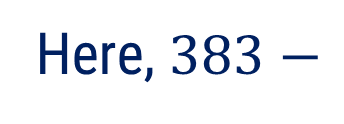 Here, 383 —